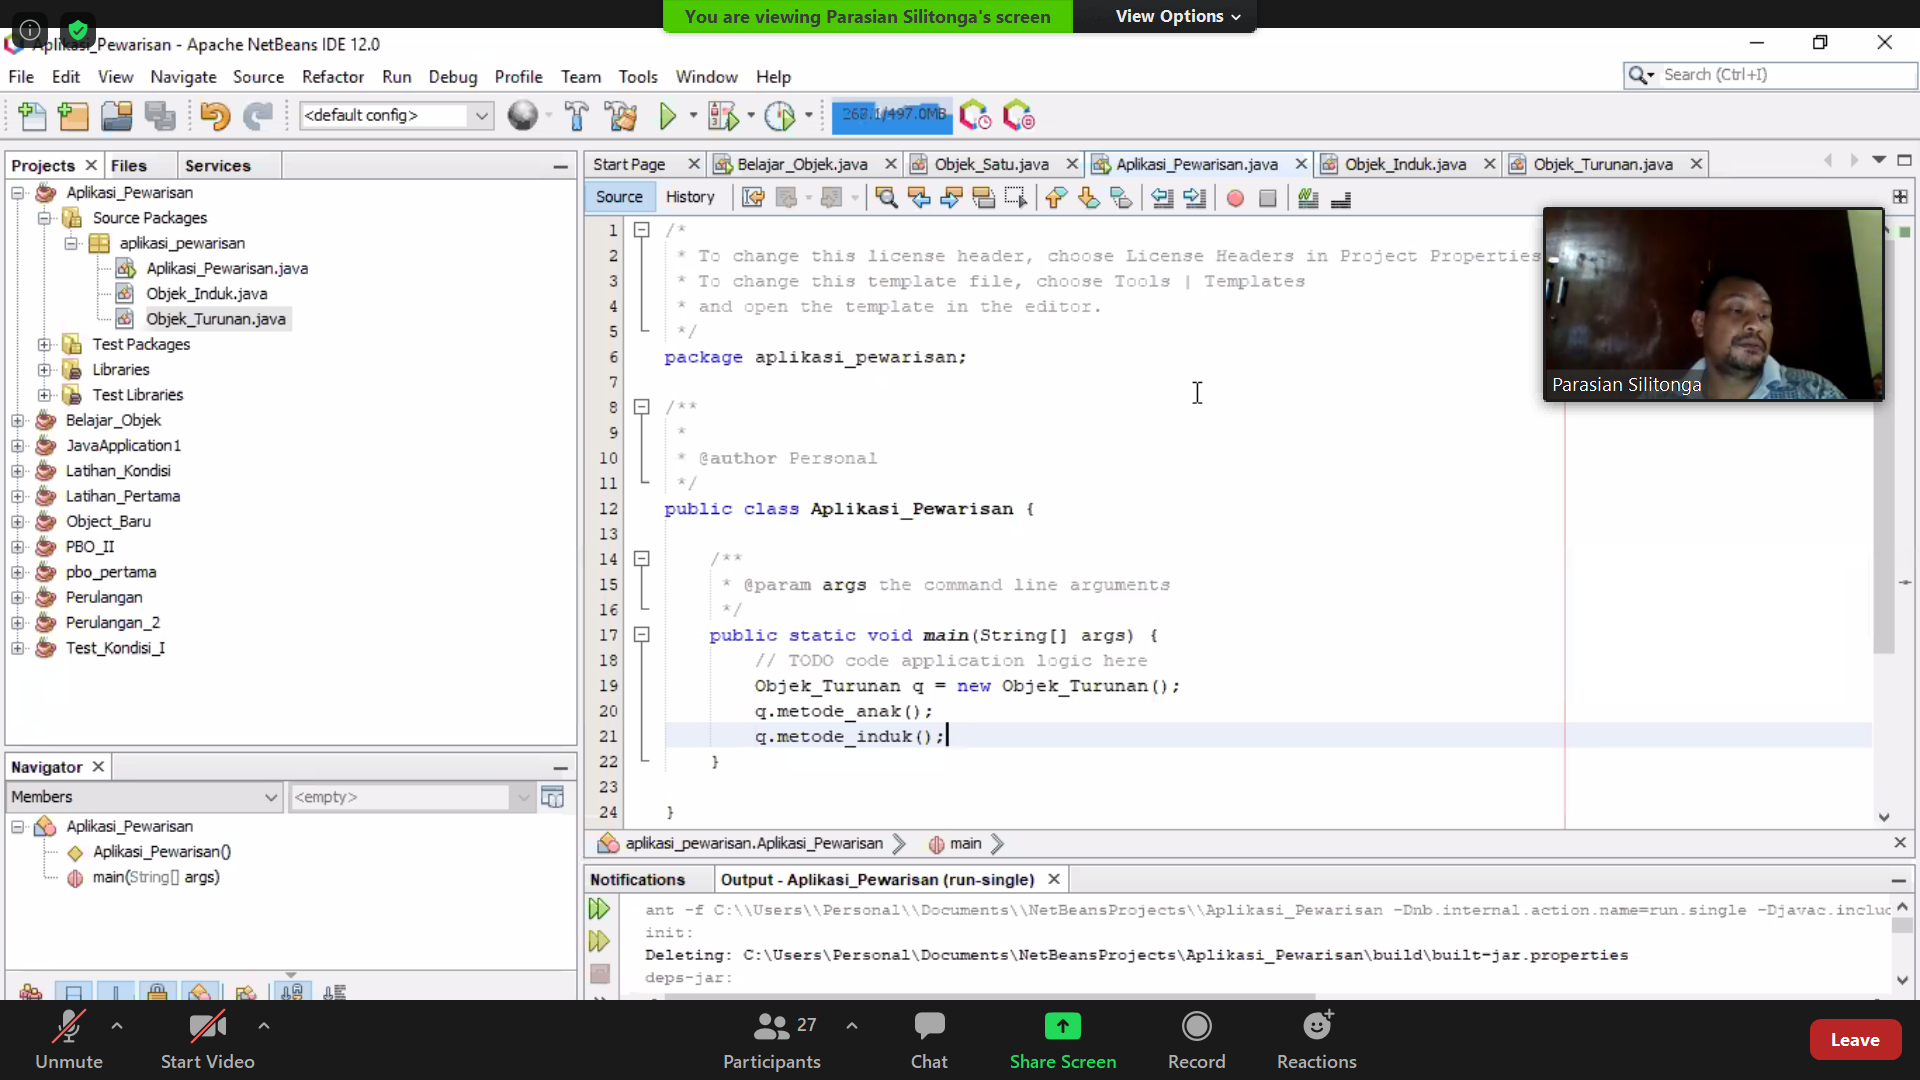 You are viewing Parasian Silitonga's screen
View Options
Aplikasi_Pewarisan - Apache NetBeans IDE 12.0
File Edit View Navigate Source Refactor Run Debug Profile Team Tools Window Help
Search (Ctrl+I)
<default config>
268.1/497.0MB
Projects Files Services
Start Page Belajar_Objek.java Objek_Satu.java Aplikasi_Pewarisan.java Objek_Induk.java Objek_Turunan.java
Source History
Aplikasi_Pewarisan
Source Packages
aplikasi_pewarisan
Aplikasi_Pewarisan.java
Objek_Induk.java
Objek_Turunan.java
Test Packages
Libraries
Test Libraries
Belajar_Objek
JavaApplication1
Latihan_Kondisi
Latihan_Pertama
Object_Baru
PBO_II
pbo_pertama
Perulangan
Perulangan_2
Test_Kondisi_I
1 /*
2 * To change this license header, choose License Headers in Project Properties
3 * To change this template file, choose Tools | Templates
4 * and open the template in the editor.
5 */
6 package aplikasi_pewarisan;
7
8 /**
9 *
10 * @author Personal
11 */
12 public class Aplikasi_Pewarisan {
13
14 /**
15 * @param args the command line arguments
16 */
17 public static void main(String[] args) {
18 // TODO code application logic here
19 Objek_Turunan q = new Objek_Turunan();
20 q.metode_anak();
21 q.metode_induk();
22 }
23
24 }
Parasian Silitonga
Navigator
Members
<empty>
Aplikasi_Pewarisan
Aplikasi_Pewarisan()
main(String[] args)
aplikasi_pewarisan.Aplikasi_Pewarisan main
Notifications Output - Aplikasi_Pewarisan (run-single)
ant -f C:\\Users\\Personal\\Documents\\NetBeansProjects\\Aplikasi_Pewarisan -Dnb.internal.action.name=run.single -Djavac.inclu
init:
Deleting: C:\Users\Personal\Documents\NetBeansProjects\Aplikasi_Pewarisan\build\built-jar.properties
deps-jar:
27
Unmute
Start Video
Participants
Chat
Share Screen
Record
Reactions
Leave